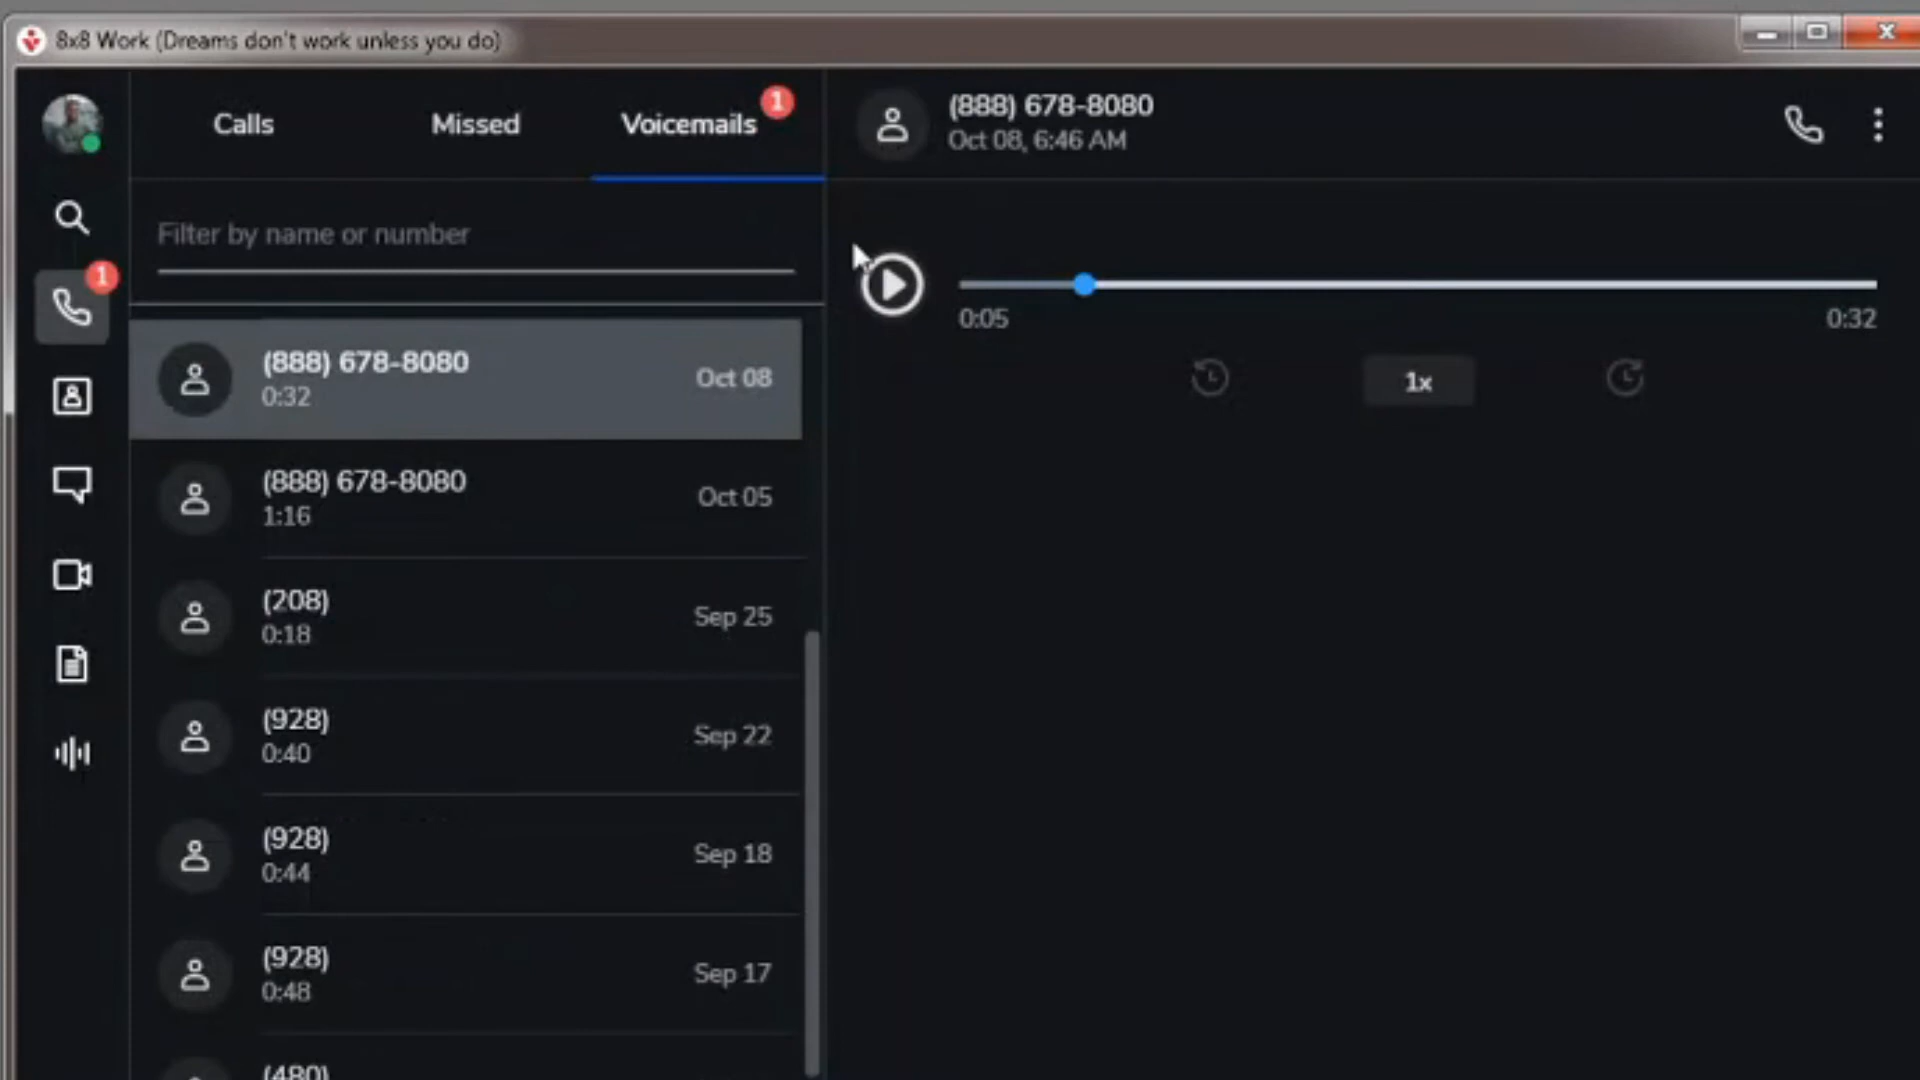 8x8 Work (Dreams don't work unless you do)
Calls
Missed
Voicemails
1
(888) 678-8080
Oct 08, 6:46 AM
Filter by name or number
1
0:05
0:32
1x
(888) 678-8080
0:32
Oct 08
(888) 678-8080
1:16
Oct 05
(208)
0:18
Sep 25
(928)
0:40
Sep 22
(928)
0:44
Sep 18
(928)
0:48
Sep 17
(480)